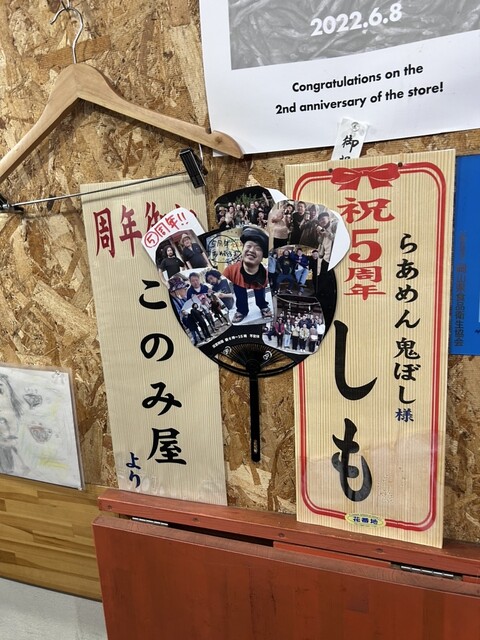 2022.6.8
Congratulations on the
2nd anniversary of the store!
御
周年
このみ屋
より
⑤周年!!
祝5周年
らあめん鬼ぼし様
しも
花番地